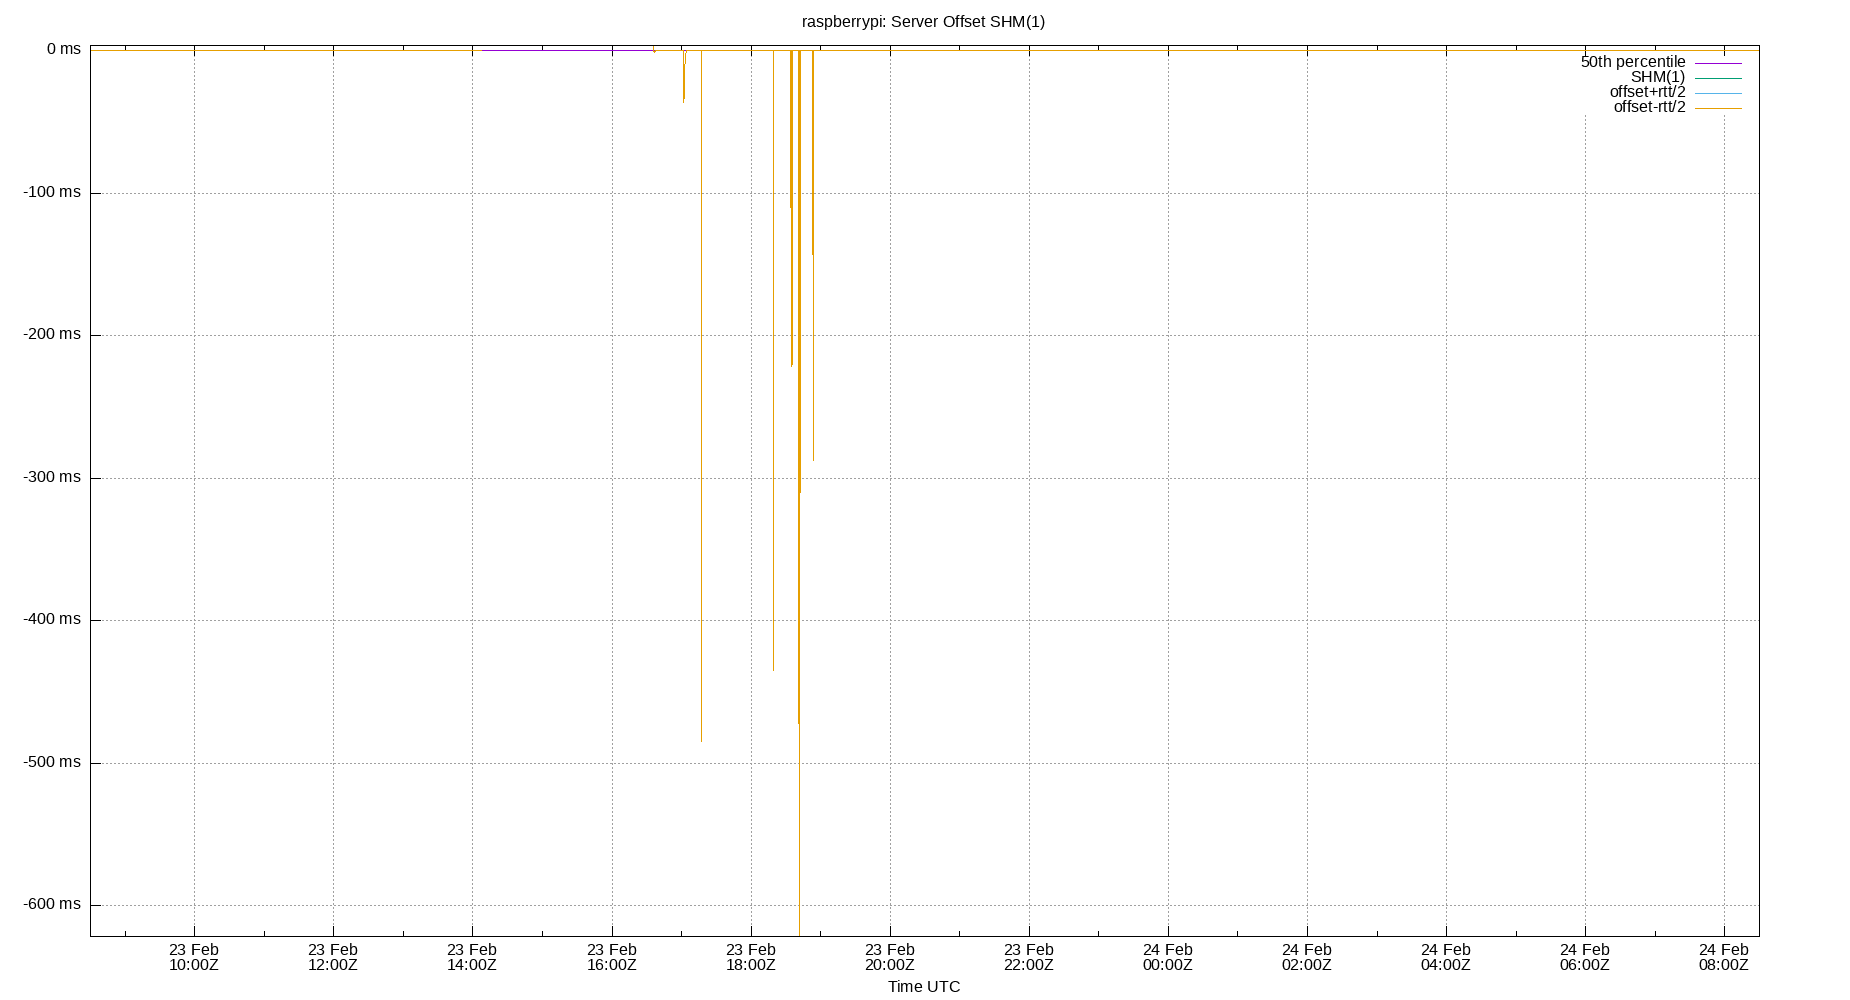 raspberrypi: Server Offset SHM(1)
0 ms
-100 ms
-200 ms
-300 ms
-400 ms
-500 ms
-600 ms
50th percentile
SHM(1)
offset+rtt/2
offset-rtt/2
23 Feb 23 Feb 23 Feb 23 Feb 23 Feb 23 Feb 23 Feb 24 Feb 24 Feb 24 Feb 24 Feb 24 Feb
10:00Z 12:00Z 14:00Z 16:00Z 18:00Z 20:00Z 22:00Z 00:00Z 02:00Z 04:00Z 06:00Z 08:00Z
Time UTC